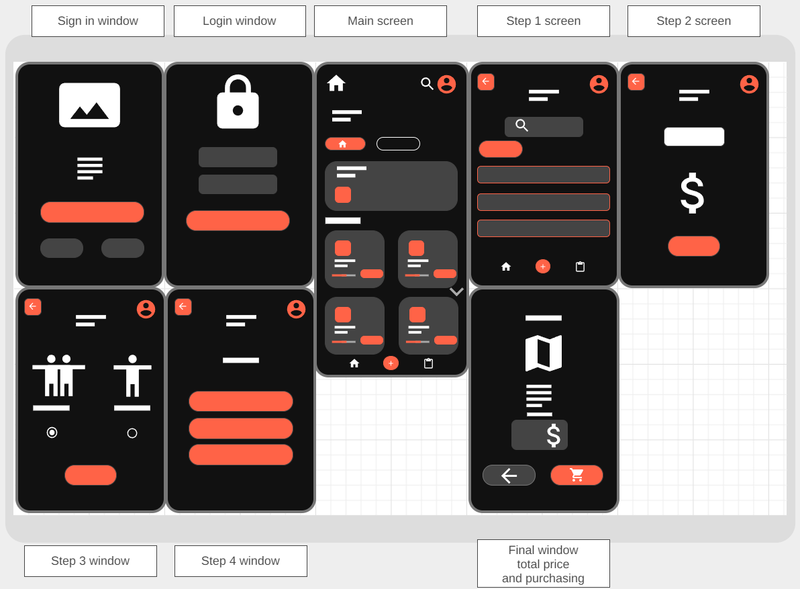 Sign in window
Login window
Main screen
Step 1 screen
Step 2 screen
$
$
Step 3 window
Step 4 window
Final window
total price
and purchasing